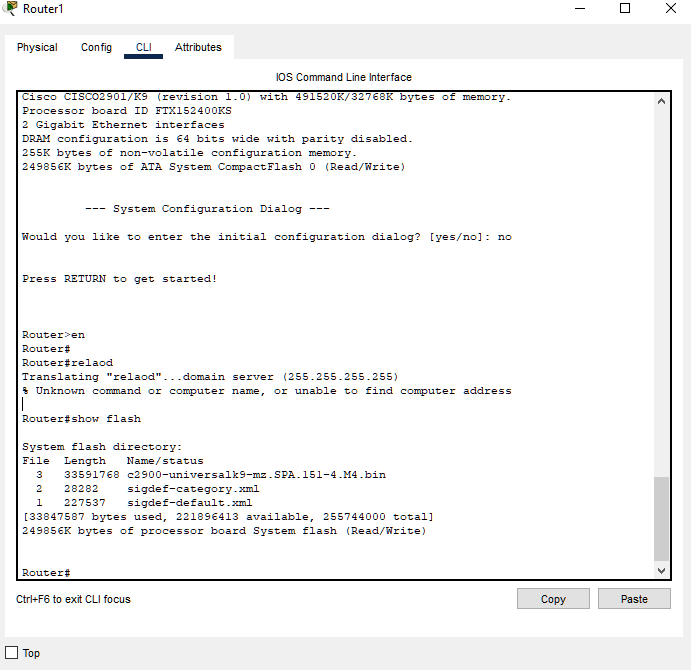 Router1
Physical Config CLI Attributes
IOS Command Line Interface
Cisco CISCO2901/K9 (revision 1.0) with 491520K/32768K bytes of memory.
Processor board ID FTX152400KS
2 Gigabit Ethernet interfaces
DRAM configuration is 64 bits wide with parity disabled.
255K bytes of non-volatile configuration memory.
249856K bytes of ATA System CompactFlash 0 (Read/Write)
--- System Configuration Dialog ---
Would you like to enter the initial configuration dialog? [yes/no]: no
Press RETURN to get started!
Router>en
Router#
Router#relaod
Translating "relaod"...domain server (255.255.255.255)
% Unknown command or computer name, or unable to find computer address
Router#show flash
System flash directory:
File Length Name/status
3 33591768 c2900-universalk9-mz.SPA.151-4.M4.bin
2 28282 sigdef-category.xml
1 227537 sigdef-default.xml
[33847587 bytes used, 221896413 available, 255744000 total]
249856K bytes of processor board System flash (Read/Write)
Router#
Ctrl+F6 to exit CLI focus
Copy Paste
Top